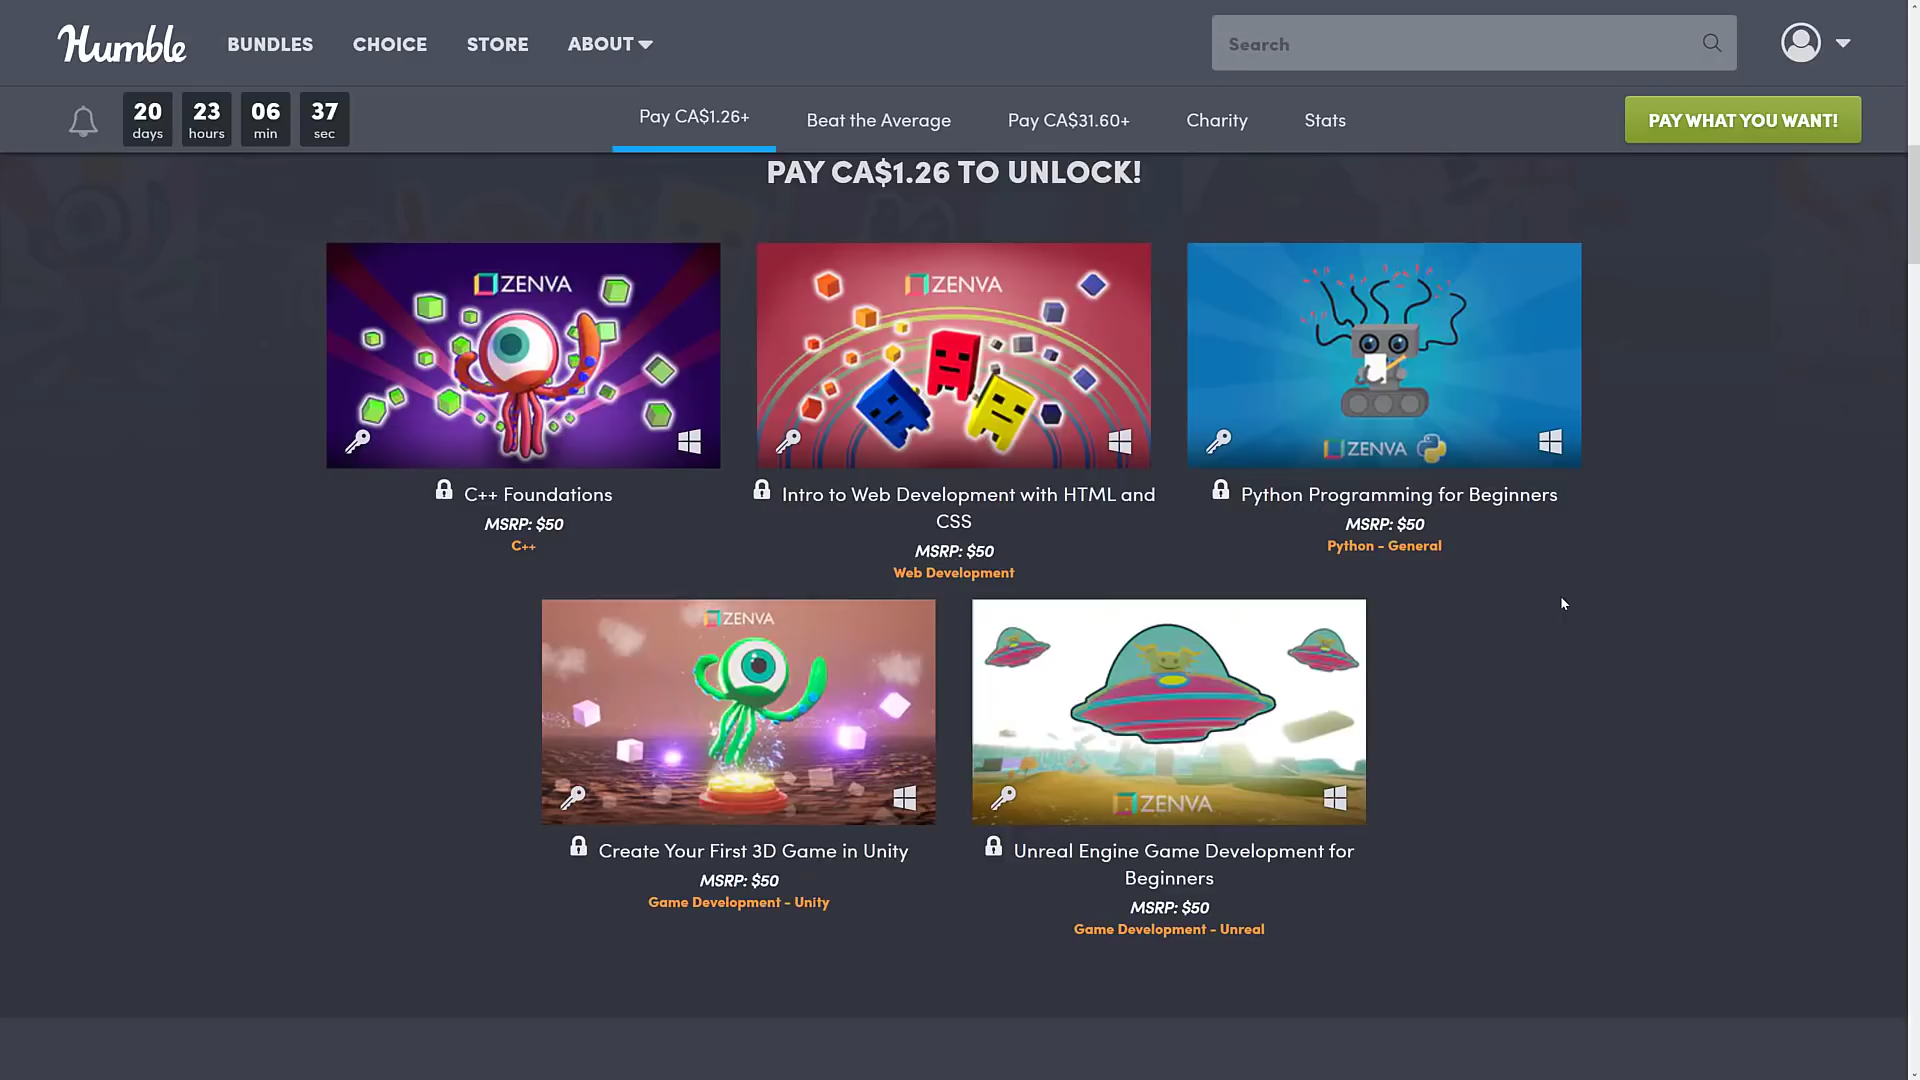 Humble BUNDLES CHOICE STORE ABOUT Search
20 days 23 hours 06 min 37 sec Pay CA$1.26+ Beat the Average Pay CA$31.60+ Charity Stats PAY WHAT YOU WANT!
PAY CA$1.26 TO UNLOCK!
ZENVA
ZENVA
ZENVA
C++ Foundations
MSRP: $50
C++
Intro to Web Development with HTML and
CSS
MSRP: $50
Web Development
Python Programming for Beginners
MSRP: $50
Python - General
ZENVA
ZENVA
Create Your First 3D Game in Unity
MSRP: $50
Game Development - Unity
Unreal Engine Game Development for
Beginners
MSRP: $50
Game Development - Unreal